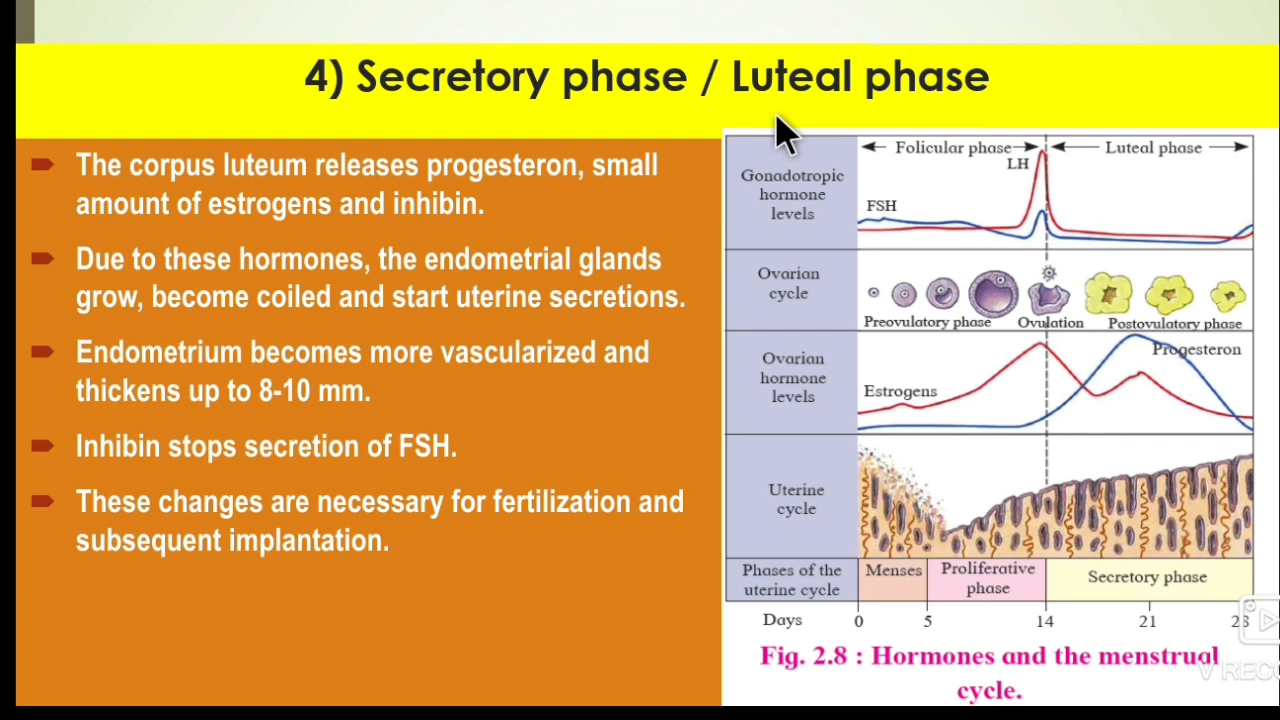 4) Secretory phase / Luteal phase
The corpus luteum releases progesteron, small
amount of estrogens and inhibin.
Due to these hormones, the endometrial glands
grow, become coiled and start uterine secretions.
Endometrium becomes more vascularized and
thickens up to 8-10 mm.
Inhibin stops secretion of FSH.
These changes are necessary for fertilization and
subsequent implantation.
Folicular phase
Luteal phase
LH
Gonadotropic
hormone
levels
FSH
Ovarian
cycle
Preovulatory phase
Ovulation
Postovulatory phase
Ovarian
hormone
levels
Progesteron
Estrogens
Uterine
cycle
Phases of the
uterine cycle
Menses
Proliferative
phase
Secretory phase
Days
0 5 14 21 28
Fig. 2.8 : Hormones and the menstrual
cycle.